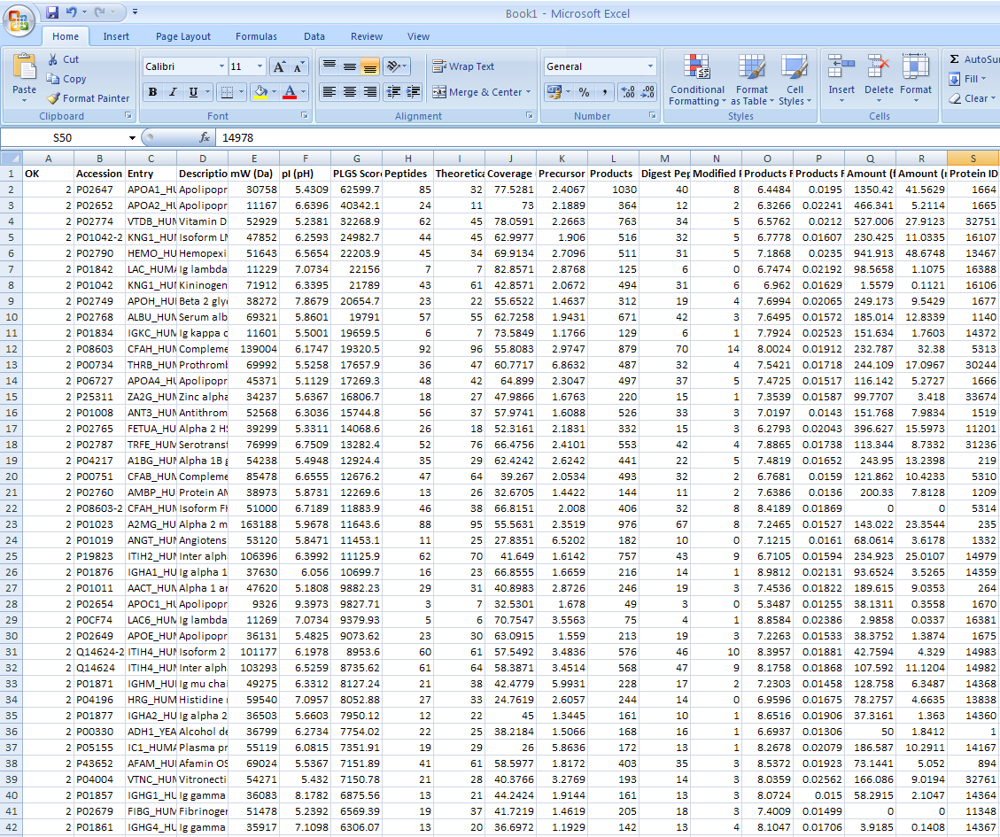 Book1 - Microsoft Excel
Home Insert Page Layout Formulas Data Review View
Paste Cut Copy Format Painter Clipboard
Calibri 11 A A B I U A Font
Wrap Text Merge & Center Alignment
General % , .00 .0 Number
Conditional Formatting Format as Table Cell Styles Styles
Insert Delete Format Cells
Σ AutoSu Fill Clear
S50 fx 14978
A B C D E F G H I J K L M N O P Q R S
1 OK Accession Entry Descriptio mW (Da) pI (pH) PLGS Score Peptides Theoretica Coverage Precursor Products Digest Pep Modified P Products F Products F Amount (f Amount (n Protein ID
2 2 P02647 APOA1_HU Apolipopr 30758 5.4309 62599.7 85 32 77.5281 2.4067 1030 40 8 6.4484 0.0195 1350.42 41.5629 1664
3 2 P02652 APOA2_HU Apolipopr 11167 6.6396 40342.1 24 11 73 2.1889 364 12 2 6.3266 0.02241 466.341 5.2114 1665
4 2 P02774 VTDB_HUM Vitamin D 52929 5.2381 32268.9 62 45 78.0591 2.2663 763 34 5 6.5762 0.0212 527.006 27.9123 32751
5 2 P01042-2 KNG1_HUM Isoform LM 47852 6.2593 24982.7 44 45 62.9977 1.906 516 32 5 6.7778 0.01607 230.425 11.0335 16107
6 2 P02790 HEMO_HU Hemopexi 51643 6.5654 22203.9 45 34 69.9134 2.7096 511 31 5 7.1868 0.0235 941.913 48.6748 13467
7 2 P01842 LAC_HUMA Ig lambda 11229 7.0734 22156 7 7 82.8571 2.8768 125 6 0 6.7474 0.02192 98.5658 1.1075 16388
8 2 P01042 KNG1_HUM Kininogen 71912 6.3395 21789 43 61 42.8571 2.0672 494 31 6 6.962 0.01629 1.5579 0.1121 16106
9 2 P02749 APOH_HUM Beta 2 gly 38272 7.8679 20654.7 23 22 55.6522 1.4637 312 19 4 7.6994 0.02065 249.173 9.5429 1677
10 2 P02768 ALBU_HUM Serum alb 69321 5.8601 19791 57 55 62.7258 1.9431 671 42 3 7.6495 0.01572 185.014 12.8339 1140
11 2 P01834 IGKC_HUM Ig kappa c 11601 5.5001 19659.5 6 7 73.5849 1.1766 129 6 1 7.7924 0.02523 151.634 1.7603 14372
12 2 P08603 CFAH_HUM Compleme 139004 6.1747 19320.5 92 96 55.8083 2.9747 879 70 14 8.0024 0.01912 232.787 32.38 5313
13 2 P00734 THRB_HUM Prothromb 69992 5.5258 17657.9 36 47 60.7717 6.8632 487 32 4 7.5421 0.01718 244.109 17.0967 30244
14 2 P06727 APOA4_HU Apolipopr 45371 5.1129 17269.3 48 42 64.899 2.3047 497 37 5 7.4725 0.01517 116.142 5.2727 1666
15 2 P25311 ZA2G_HUM Zinc alpha 34237 5.6367 16806.7 18 27 47.9866 1.6763 220 15 1 7.3539 0.01587 99.7707 3.418 33674
16 2 P01008 ANT3_HUM Antithrom 52568 6.3036 15744.8 56 37 57.9741 1.6088 526 33 3 7.0197 0.0143 151.768 7.9834 1519
17 2 P02765 FETUA_HU Alpha 2 HS 39299 5.3311 14068.6 26 18 52.3161 2.1831 332 15 3 6.2793 0.02043 396.627 15.5973 11201
18 2 P02787 TRFE_HUM Serotransf 76999 6.7509 13282.4 52 76 66.4756 2.4101 553 42 4 7.8865 0.01738 113.344 8.7332 31236
19 2 P04217 A1BG_HUM Alpha 1B g 54238 5.4948 12924.4 35 29 62.4242 2.6242 441 22 5 7.4819 0.01652 243.95 13.2398 219
20 2 P00751 CFAB_HUM Compleme 85478 6.6555 12676.2 47 64 39.267 2.0534 493 32 2 6.7681 0.0159 121.862 10.4233 5310
21 2 P02760 AMBP_HU Protein AM 38973 5.8731 12269.6 13 26 32.6705 1.4422 144 11 2 7.6386 0.0136 200.33 7.8128 1209
22 2 P08603-2 CFAH_HUM Isoform FH 51000 6.7189 11883.9 46 38 66.8151 2.008 406 32 8 8.4189 0.01869 0 0 5314
23 2 P01023 A2MG_HU Alpha 2 m 163188 5.9678 11643.6 88 95 55.5631 2.3519 976 67 8 7.2465 0.01527 143.022 23.3544 235
24 2 P01019 ANGT_HUM Angiotens 53120 5.8471 11453.1 11 25 27.8351 6.5202 182 10 0 7.1215 0.0161 68.0614 3.6178 1332
25 2 P19823 ITIH2_HUM Inter alph 106396 6.3992 11125.9 62 70 41.649 1.6142 757 43 9 6.7105 0.01594 234.923 25.0107 14979
26 2 P01876 IGHA1_HU Ig alpha 1 37630 6.056 10699.7 16 23 66.8555 1.6659 216 14 1 8.9812 0.02131 93.6524 3.5265 14359
27 2 P01011 AACT_HUM Alpha 1 an 47620 5.1808 9882.23 29 31 40.8983 2.8726 246 19 3 7.4536 0.01822 189.615 9.0353 264
28 2 P02654 APOC1_HU Apolipopr 9326 9.3973 9827.71 3 7 32.5301 1.678 49 3 0 5.3487 0.01255 38.1311 0.3558 1670
29 2 P0CF74 LAC6_HUM Ig lambda 11269 7.0734 9379.93 5 6 70.7547 3.5563 75 4 1 8.8584 0.02386 2.9858 0.0337 16381
30 2 P02649 APOE_HUM Apolipopr 36131 5.4825 9073.62 23 30 63.0915 1.559 213 19 3 7.2263 0.01533 38.3752 1.3874 1675
31 2 Q14624-2 ITIH4_HUM Isoform 2 101177 6.1978 8953.6 60 61 57.5492 3.4836 576 46 10 8.3957 0.01881 42.7594 4.329 14983
32 2 Q14624 ITIH4_HUM Inter alph 103293 6.5259 8735.62 61 64 58.3871 3.4514 568 47 9 8.1758 0.01868 107.592 11.1204 14982
33 2 P01871 IGHM_HUM Ig mu chai 49275 6.3312 8127.24 21 38 42.4779 5.9931 228 17 2 7.2303 0.01458 128.758 6.3487 14368
34 2 P04196 HRG_HUM Histidine r 59540 7.0957 8052.88 27 33 24.7619 2.6057 244 14 0 6.9596 0.01675 78.2757 4.6635 13838
35 2 P01877 IGHA2_HU Ig alpha 2 36503 5.6603 7950.12 12 22 45 1.3445 161 10 1 8.6516 0.01906 37.3161 1.363 14360
36 2 P00330 ADH1_YEA Alcohol de 36799 6.2734 7754.02 22 25 38.2184 1.5066 168 16 1 6.6937 0.01306 50 1.8412 1
37 2 P05155 IC1_HUMA Plasma pr 55119 6.0815 7351.91 19 29 26 5.8636 172 13 1 8.2678 0.02079 186.587 10.2911 14167
38 2 P43652 AFAM_HU Afamin OS 69024 5.5367 7151.89 41 61 58.5977 1.8172 403 35 3 8.5372 0.01923 73.1441 5.052 894
39 2 P04004 VTNC_HUM Vitronecti 54271 5.432 7150.78 21 28 40.3766 3.2769 193 14 3 8.0359 0.02562 166.086 9.0194 32761
40 2 P01857 IGHG1_HU Ig gamma 36083 8.1782 6875.56 13 21 44.2424 1.9144 161 13 3 8.0724 0.015 58.2915 2.1047 14364
41 2 P02679 FIBG_HUM Fibrinoger 51478 5.2392 6569.39 19 37 41.7219 1.4619 205 18 3 7.4009 0.01499 0 0 11348
42 2 P01861 IGHG4_HU Ig gamma 35917 7.1098 6306.07 13 20 36.6972 1.1929 142 13 4 8.1047 0.01706 3.9185 0.1408 14367